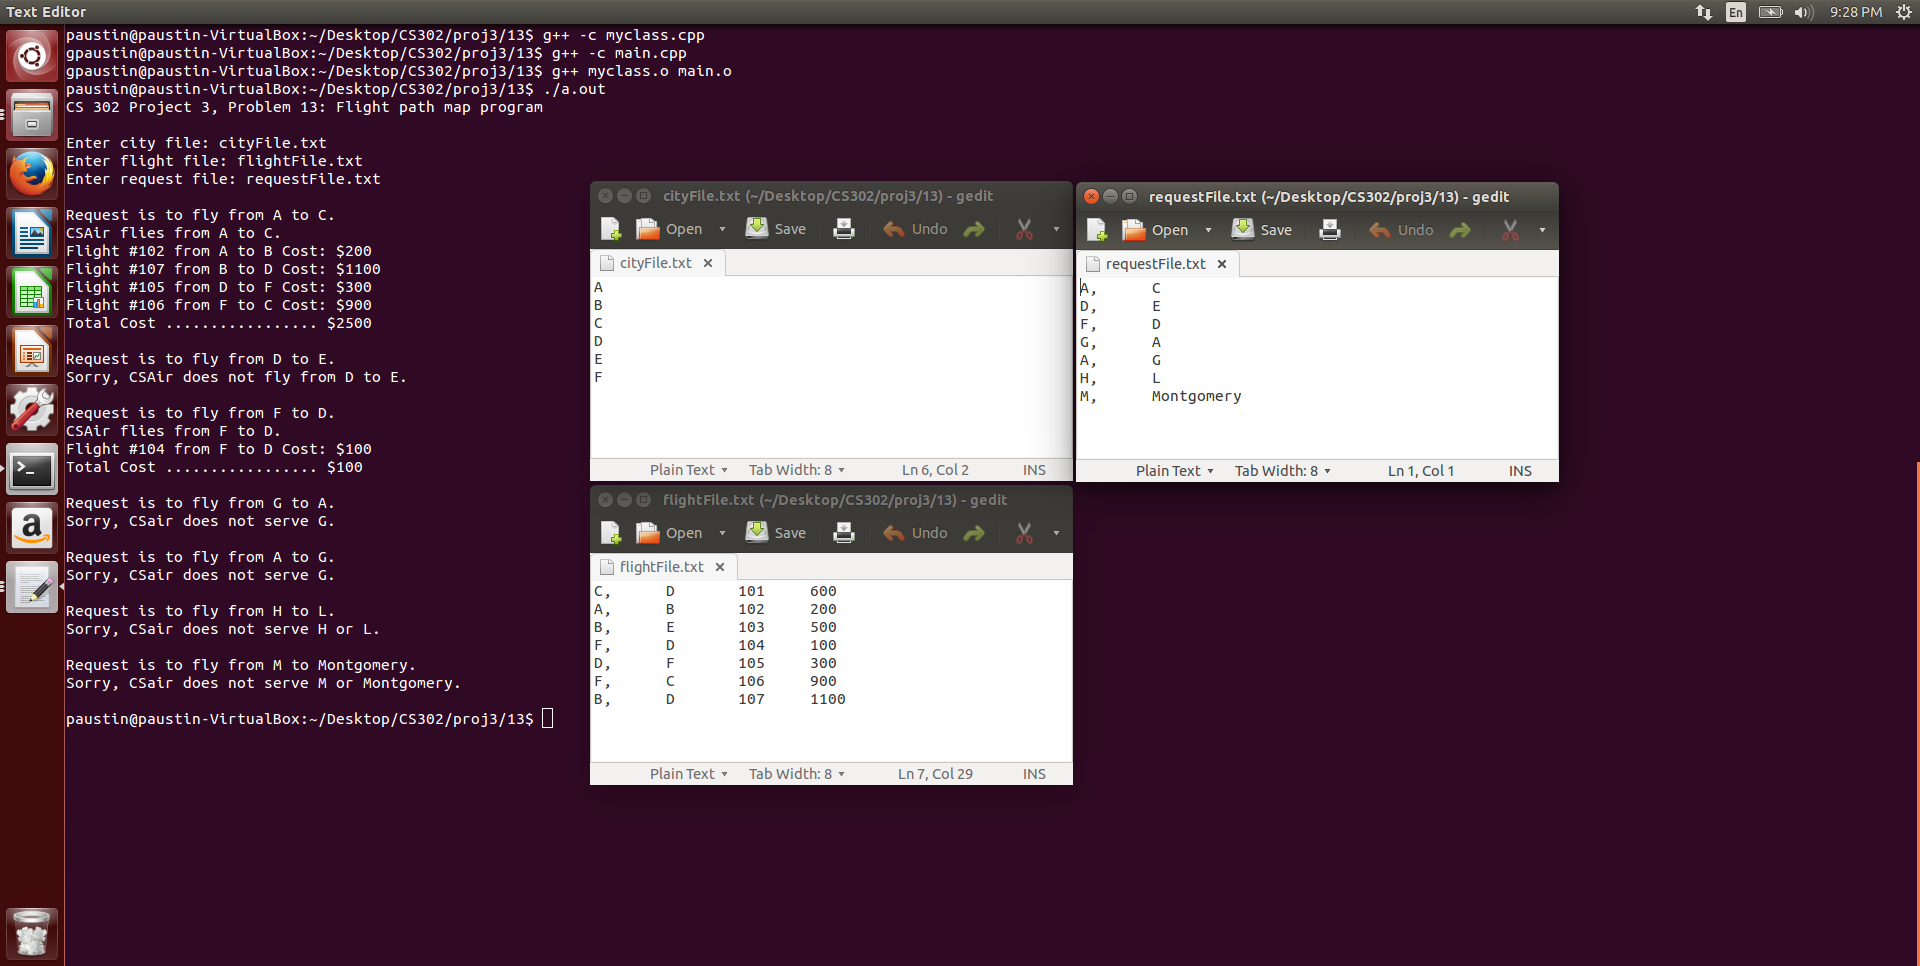 Text Editor
En
9:28 PM
paustin@paustin-VirtualBox:~/Desktop/CS302/proj3/13$ g++ -c myclass.cpp
gpaustin@paustin-VirtualBox:~/Desktop/CS302/proj3/13$ g++ -c main.cpp
gpaustin@paustin-VirtualBox:~/Desktop/CS302/proj3/13$ g++ myclass.o main.o
paustin@paustin-VirtualBox:~/Desktop/CS302/proj3/13$ ./a.out
CS 302 Project 3, Problem 13: Flight path map program
Enter city file: cityFile.txt
Enter flight file: flightFile.txt
Enter request file: requestFile.txt
Request is to fly from A to C.
CSAir flies from A to C.
Flight #102 from A to B Cost: $200
Flight #107 from B to D Cost: $1100
Flight #105 from D to F Cost: $300
Flight #106 from F to C Cost: $900
Total Cost ................. $2500
Request is to fly from D to E.
Sorry, CSAir does not fly from D to E.
Request is to fly from F to D.
CSAir flies from F to D.
Flight #104 from F to D Cost: $100
Total Cost ................. $100
Request is to fly from G to A.
Sorry, CSair does not serve G.
Request is to fly from A to G.
Sorry, CSair does not serve G.
Request is to fly from H to L.
Sorry, CSair does not serve H or L.
Request is to fly from M to Montgomery.
Sorry, CSair does not serve M or Montgomery.
paustin@paustin-VirtualBox:~/Desktop/CS302/proj3/13$
cityFile.txt (~/Desktop/CS302/proj3/13) - gedit
Open Save Undo
cityFile.txt
A
B
C
D
E
F
Plain Text Tab Width: 8 Ln 6, Col 2 INS
requestFile.txt (~/Desktop/CS302/proj3/13) - gedit
Open Save Undo
requestFile.txt
A, C
D, E
F, D
G, A
A, G
H, L
M, Montgomery
Plain Text Tab Width: 8 Ln 1, Col 1 INS
flightFile.txt (~/Desktop/CS302/proj3/13) - gedit
Open Save Undo
flightFile.txt
C, D 101 600
A, B 102 200
B, E 103 500
F, D 104 100
D, F 105 300
F, C 106 900
B, D 107 1100
Plain Text Tab Width: 8 Ln 7, Col 29 INS